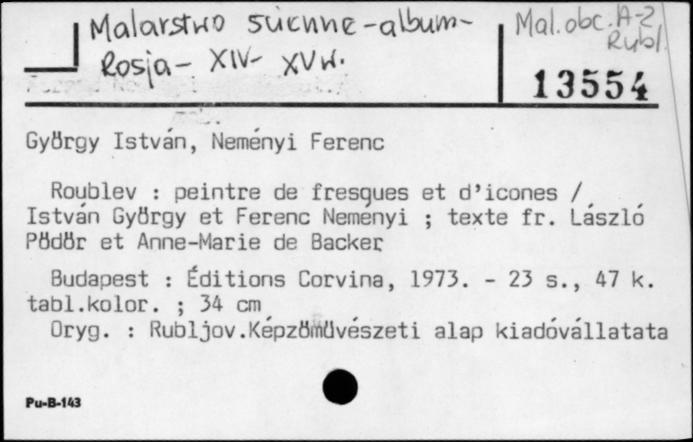 Malarstwo ścienne-album-
Rosja- XIV- XV w.
Mal.obc. A-2
Rubl.
13554
György István, Neményi Ferenc
Roublev : peintre de fresques et d'icones /
István György et Ferenc Nemenyi ; texte fr. László
Pödör et Anne-Marie de Backer
Budapest : Éditions Corvina, 1973. - 23 s., 47 k.
tabl.kolor. ; 34 cm
Oryg. : Rubljov.Képzömüvészeti alap kiadóvállatata
Pu-B-143